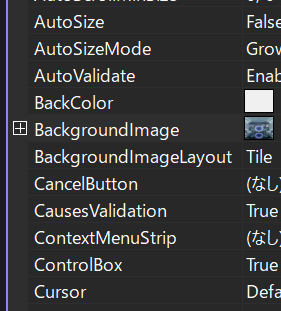 AutoSize False
AutoSizeMode Grow
AutoValidate Enab
BackColor
BackgroundImage
BackgroundImageLayout Tile
CancelButton (なし)
CausesValidation True
ContextMenuStrip (なし)
ControlBox True
Cursor Defa